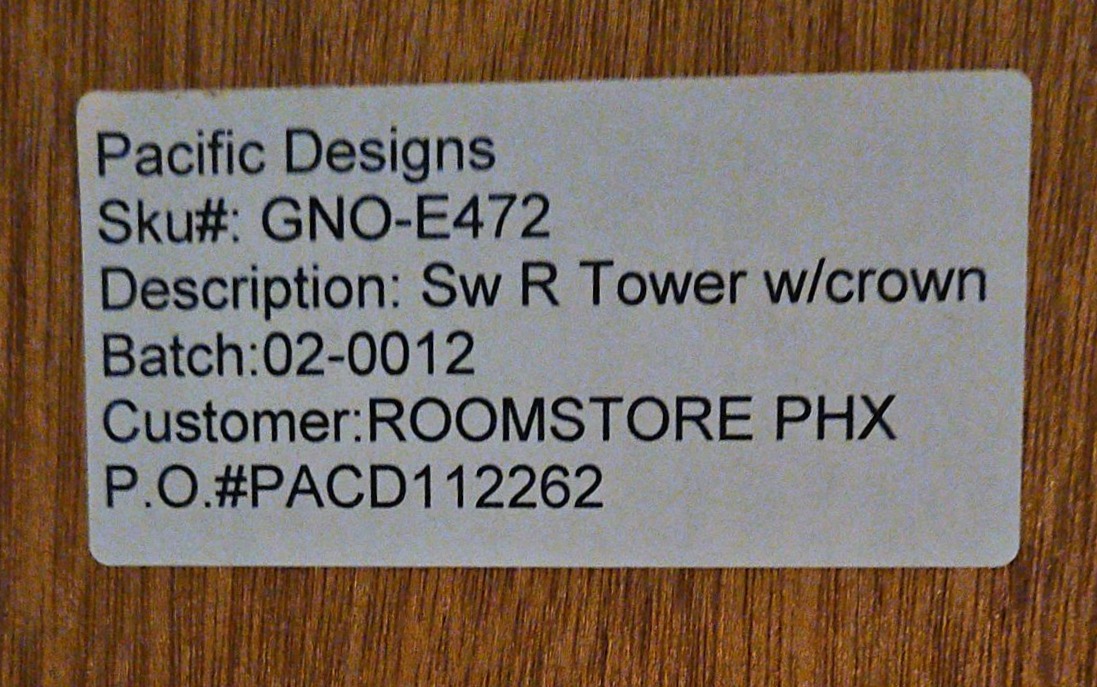 Pacific Designs
Sku#: GNO-E472
Description: Sw R Tower w/crown
Batch:02-0012
Customer:ROOMSTORE PHX
P.O.#PACD112262